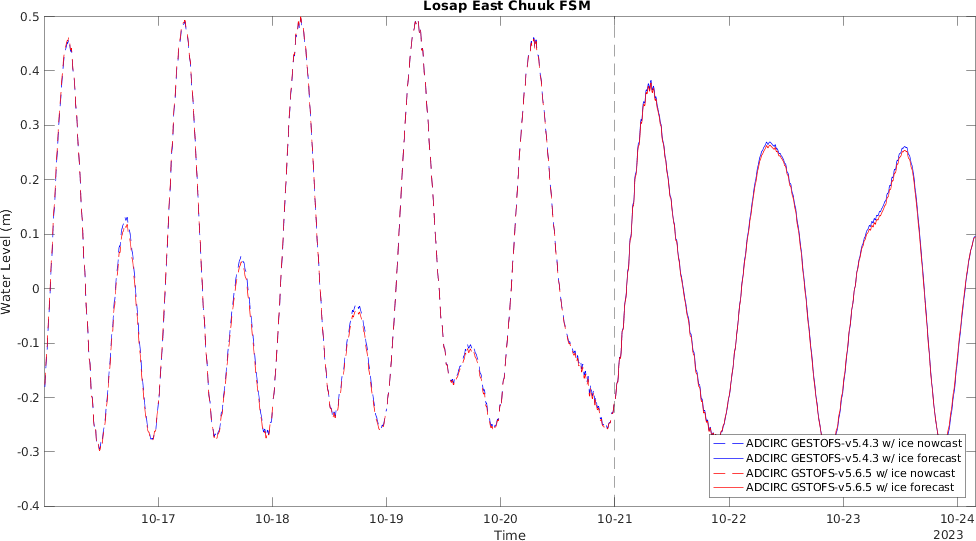 Losap East Chuuk FSM
Water Level (m)
0.5
0.4
0.3
0.2
0.1
0
-0.1
-0.2
-0.3
-0.4
ADCIRC GESTOFS-v5.4.3 w/ ice nowcast
ADCIRC GESTOFS-v5.4.3 w/ ice forecast
ADCIRC GSTOFS-v5.6.5 w/ ice nowcast
ADCIRC GSTOFS-v5.6.5 w/ ice forecast
10-17 10-18 10-19 10-20 10-21 10-22 10-23 10-24
Time
2023